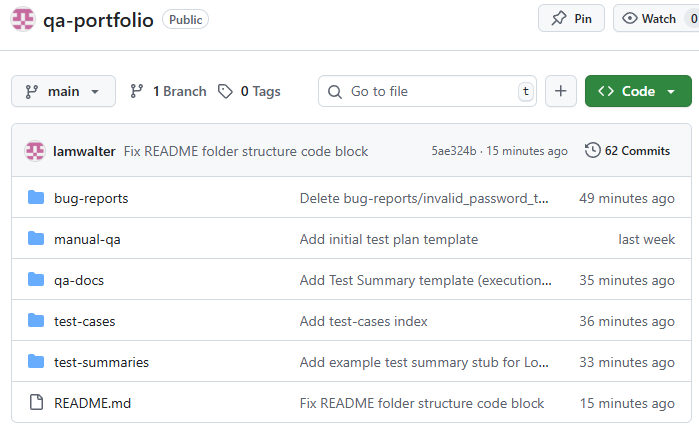 qa-portfolio Public Pin Watch 0
main 1 Branch 0 Tags Go to file t Code
lamwalter Fix README folder structure code block 5ae324b · 15 minutes ago 62 Commits
bug-reports Delete bug-reports/invalid_password_t... 49 minutes ago
manual-qa Add initial test plan template last week
qa-docs Add Test Summary template (execution... 35 minutes ago
test-cases Add test-cases index 36 minutes ago
test-summaries Add example test summary stub for Lo... 33 minutes ago
README.md Fix README folder structure code block 15 minutes ago